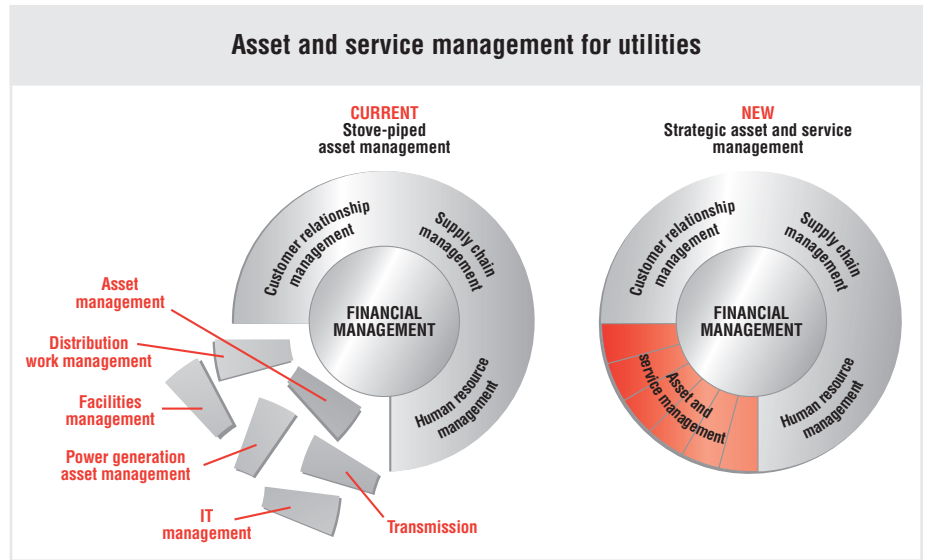 Asset and service management for utilities
CURRENT
Stove-piped
asset management
Customer relationship
management
Supply chain
management
FINANCIAL
MANAGEMENT
Human resource
management
Asset
management
Distribution
work management
Facilities
management
Power generation
asset management
IT
management
Transmission
NEW
Strategic asset and service
management
Customer relationship
management
Supply chain
management
FINANCIAL
MANAGEMENT
Asset and
service management
Human resource
management